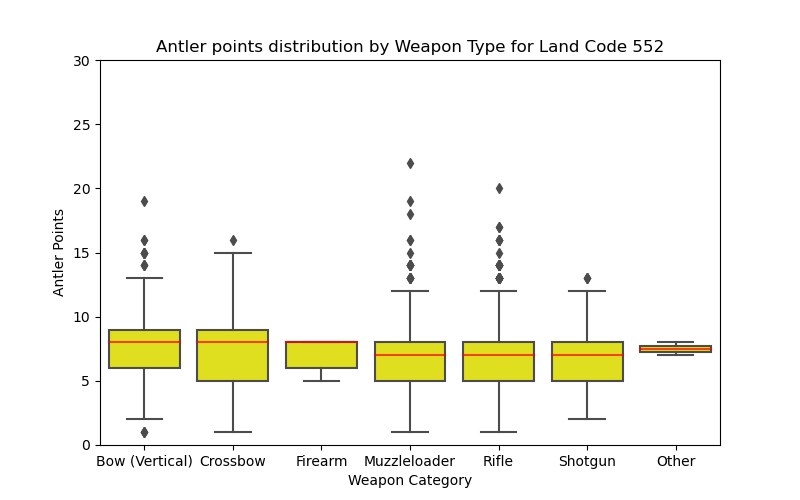 Antler points distribution by Weapon Type for Land Code 552
30
25
20
15
10
5
0
Antler Points
Bow (Vertical) Crossbow Firearm Muzzleloader Rifle Shotgun Other
Weapon Category